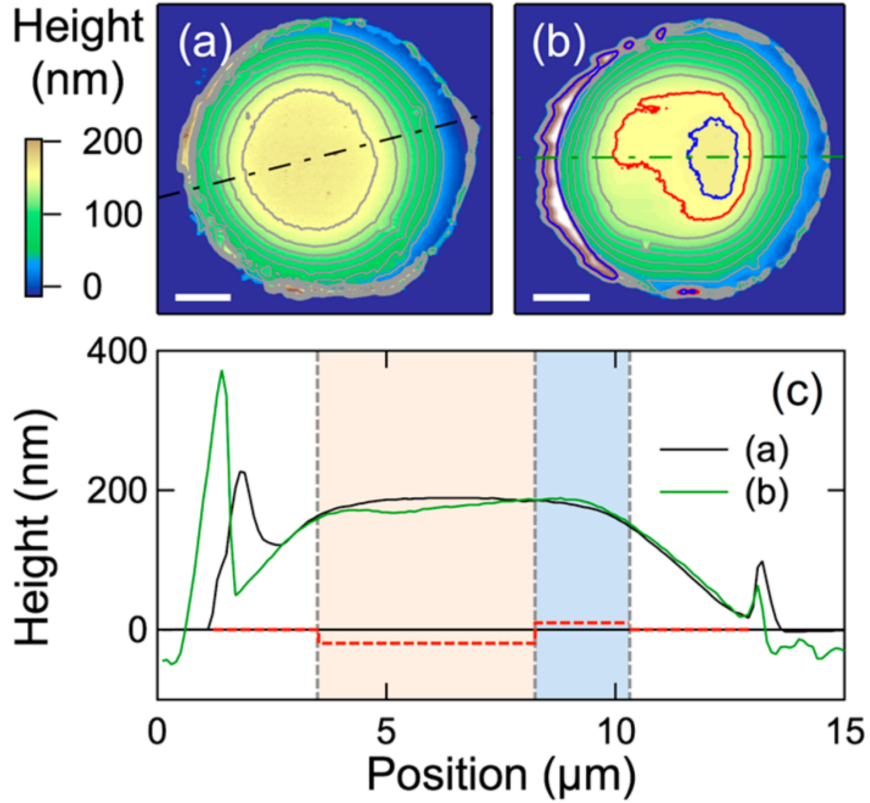 Height
(nm)
200
100
0
(a)
(b)
400
200
0
Height (nm)
(c)
(a)
(b)
0
5
10
15
Position (μm)